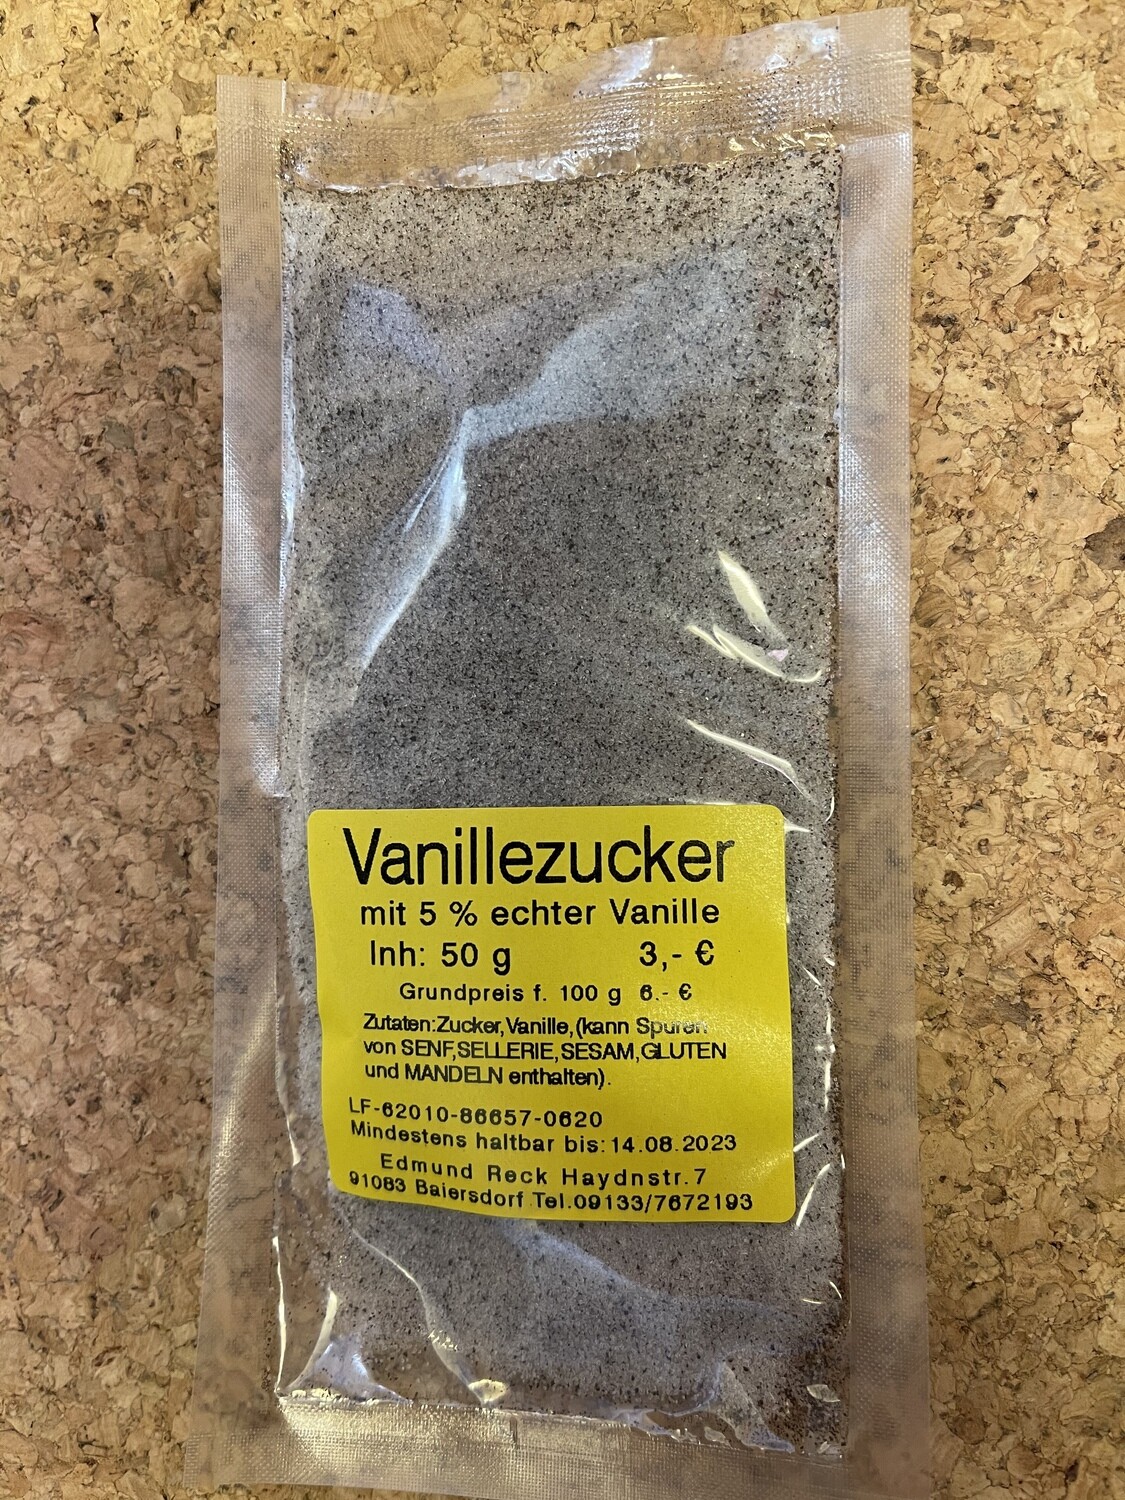 Vanillezucker
mit 5 % echter Vanille
Inh: 50 g 3,- €
Grundpreis f. 100 g 6.- €
Zutaten:Zucker,Vanille,(kann Spuren
von SENF,SELLERIE,SESAM,GLUTEN
und MANDELN enthalten).
LF-62010-86657-0620
Mindestens haltbar bis: 14.08.2023
Edmund Reck Haydnstr.7
91083 Baiersdorf Tel.09133/7672193